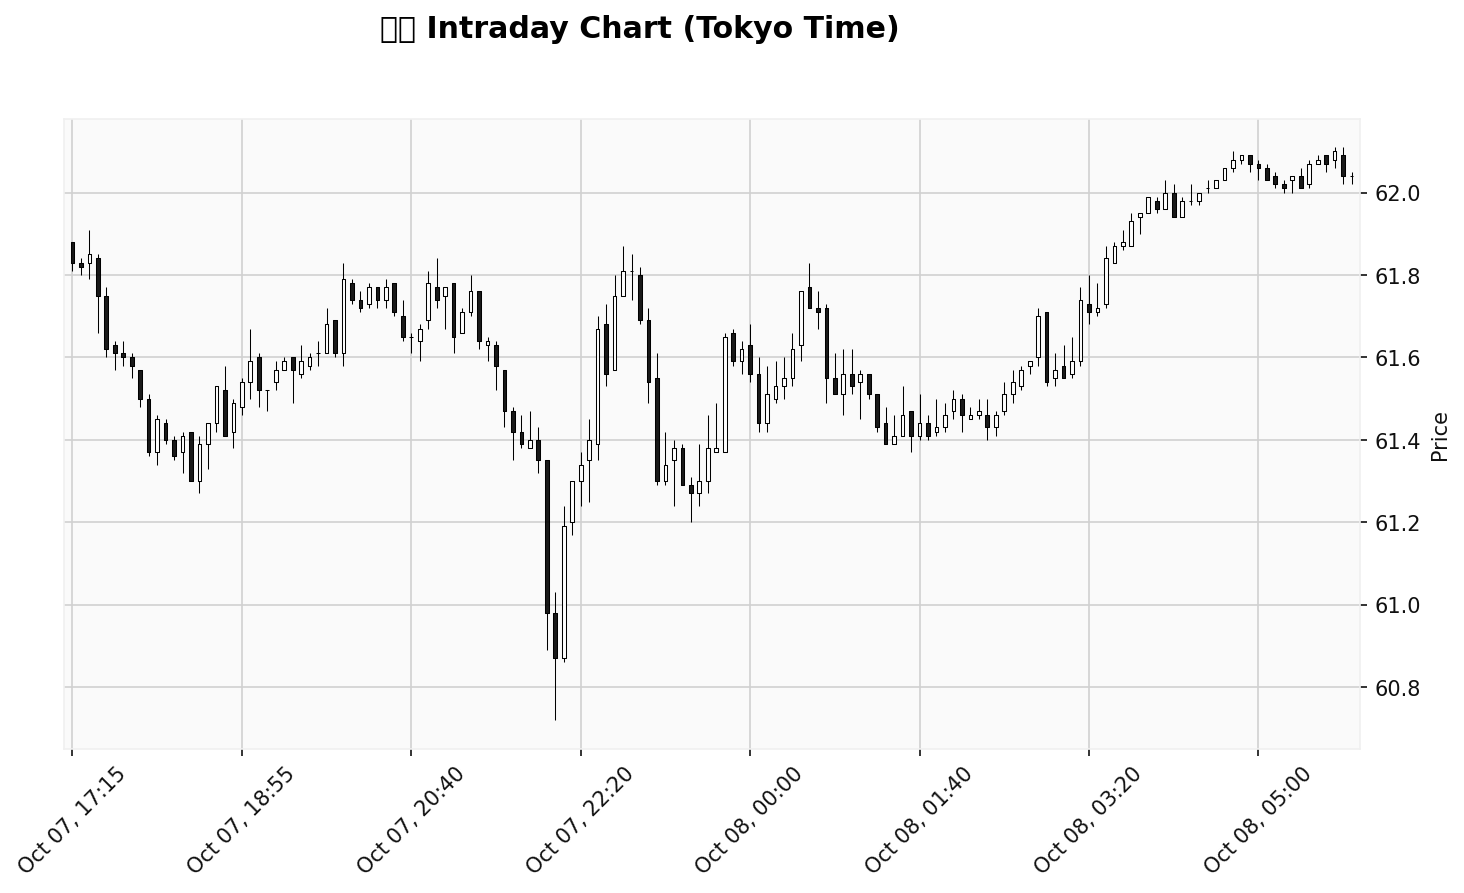 Intraday Chart (Tokyo Time)
62.0
61.8
61.6
61.4
61.2
61.0
60.8
Price
Oct 07, 17:15
Oct 07, 18:55
Oct 07, 20:40
Oct 07, 22:20
Oct 08, 00:00
Oct 08, 01:40
Oct 08, 03:20
Oct 08, 05:00